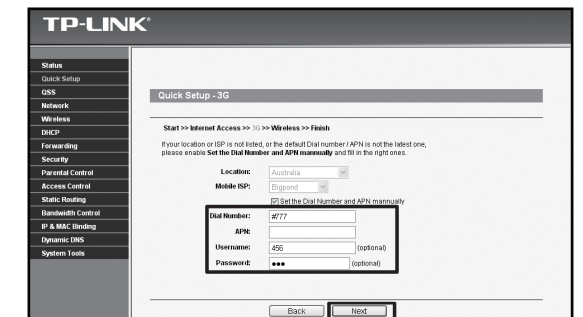 TP-LINK®
Status
Quick Setup
QSS
Network
Wireless
DHCP
Forwarding
Security
Parental Control
Access Control
Static Routing
Bandwidth Control
IP & MAC Binding
Dynamic DNS
System Tools
Quick Setup - 3G
Start >> Internet Access >> 3G >> Wireless >> Finish
If your location or ISP is not listed, or the default Dial number / APN is not the latest one,
please enable Set the Dial Number and APN mannually and fill in the right ones.
Location: Australia
Mobile ISP: Bigpond
Set the Dial Number and APN mannually
Dial Number: #777
APN:
Username: 456 (optional)
Password: ●●● (optional)
Back Next